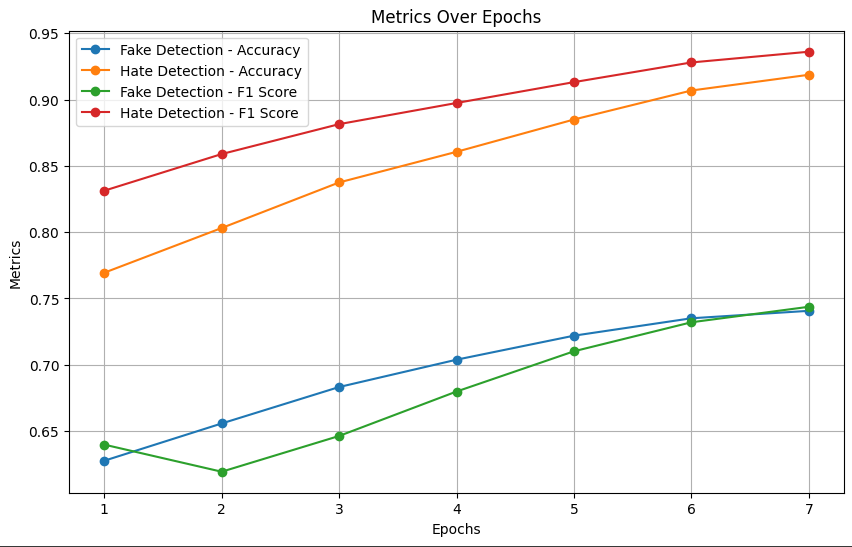 Metrics Over Epochs
Fake Detection - Accuracy
Hate Detection - Accuracy
Fake Detection - F1 Score
Hate Detection - F1 Score
0.95
0.90
0.85
0.80
0.75
0.70
0.65
Metrics
1 2 3 4 5 6 7
Epochs